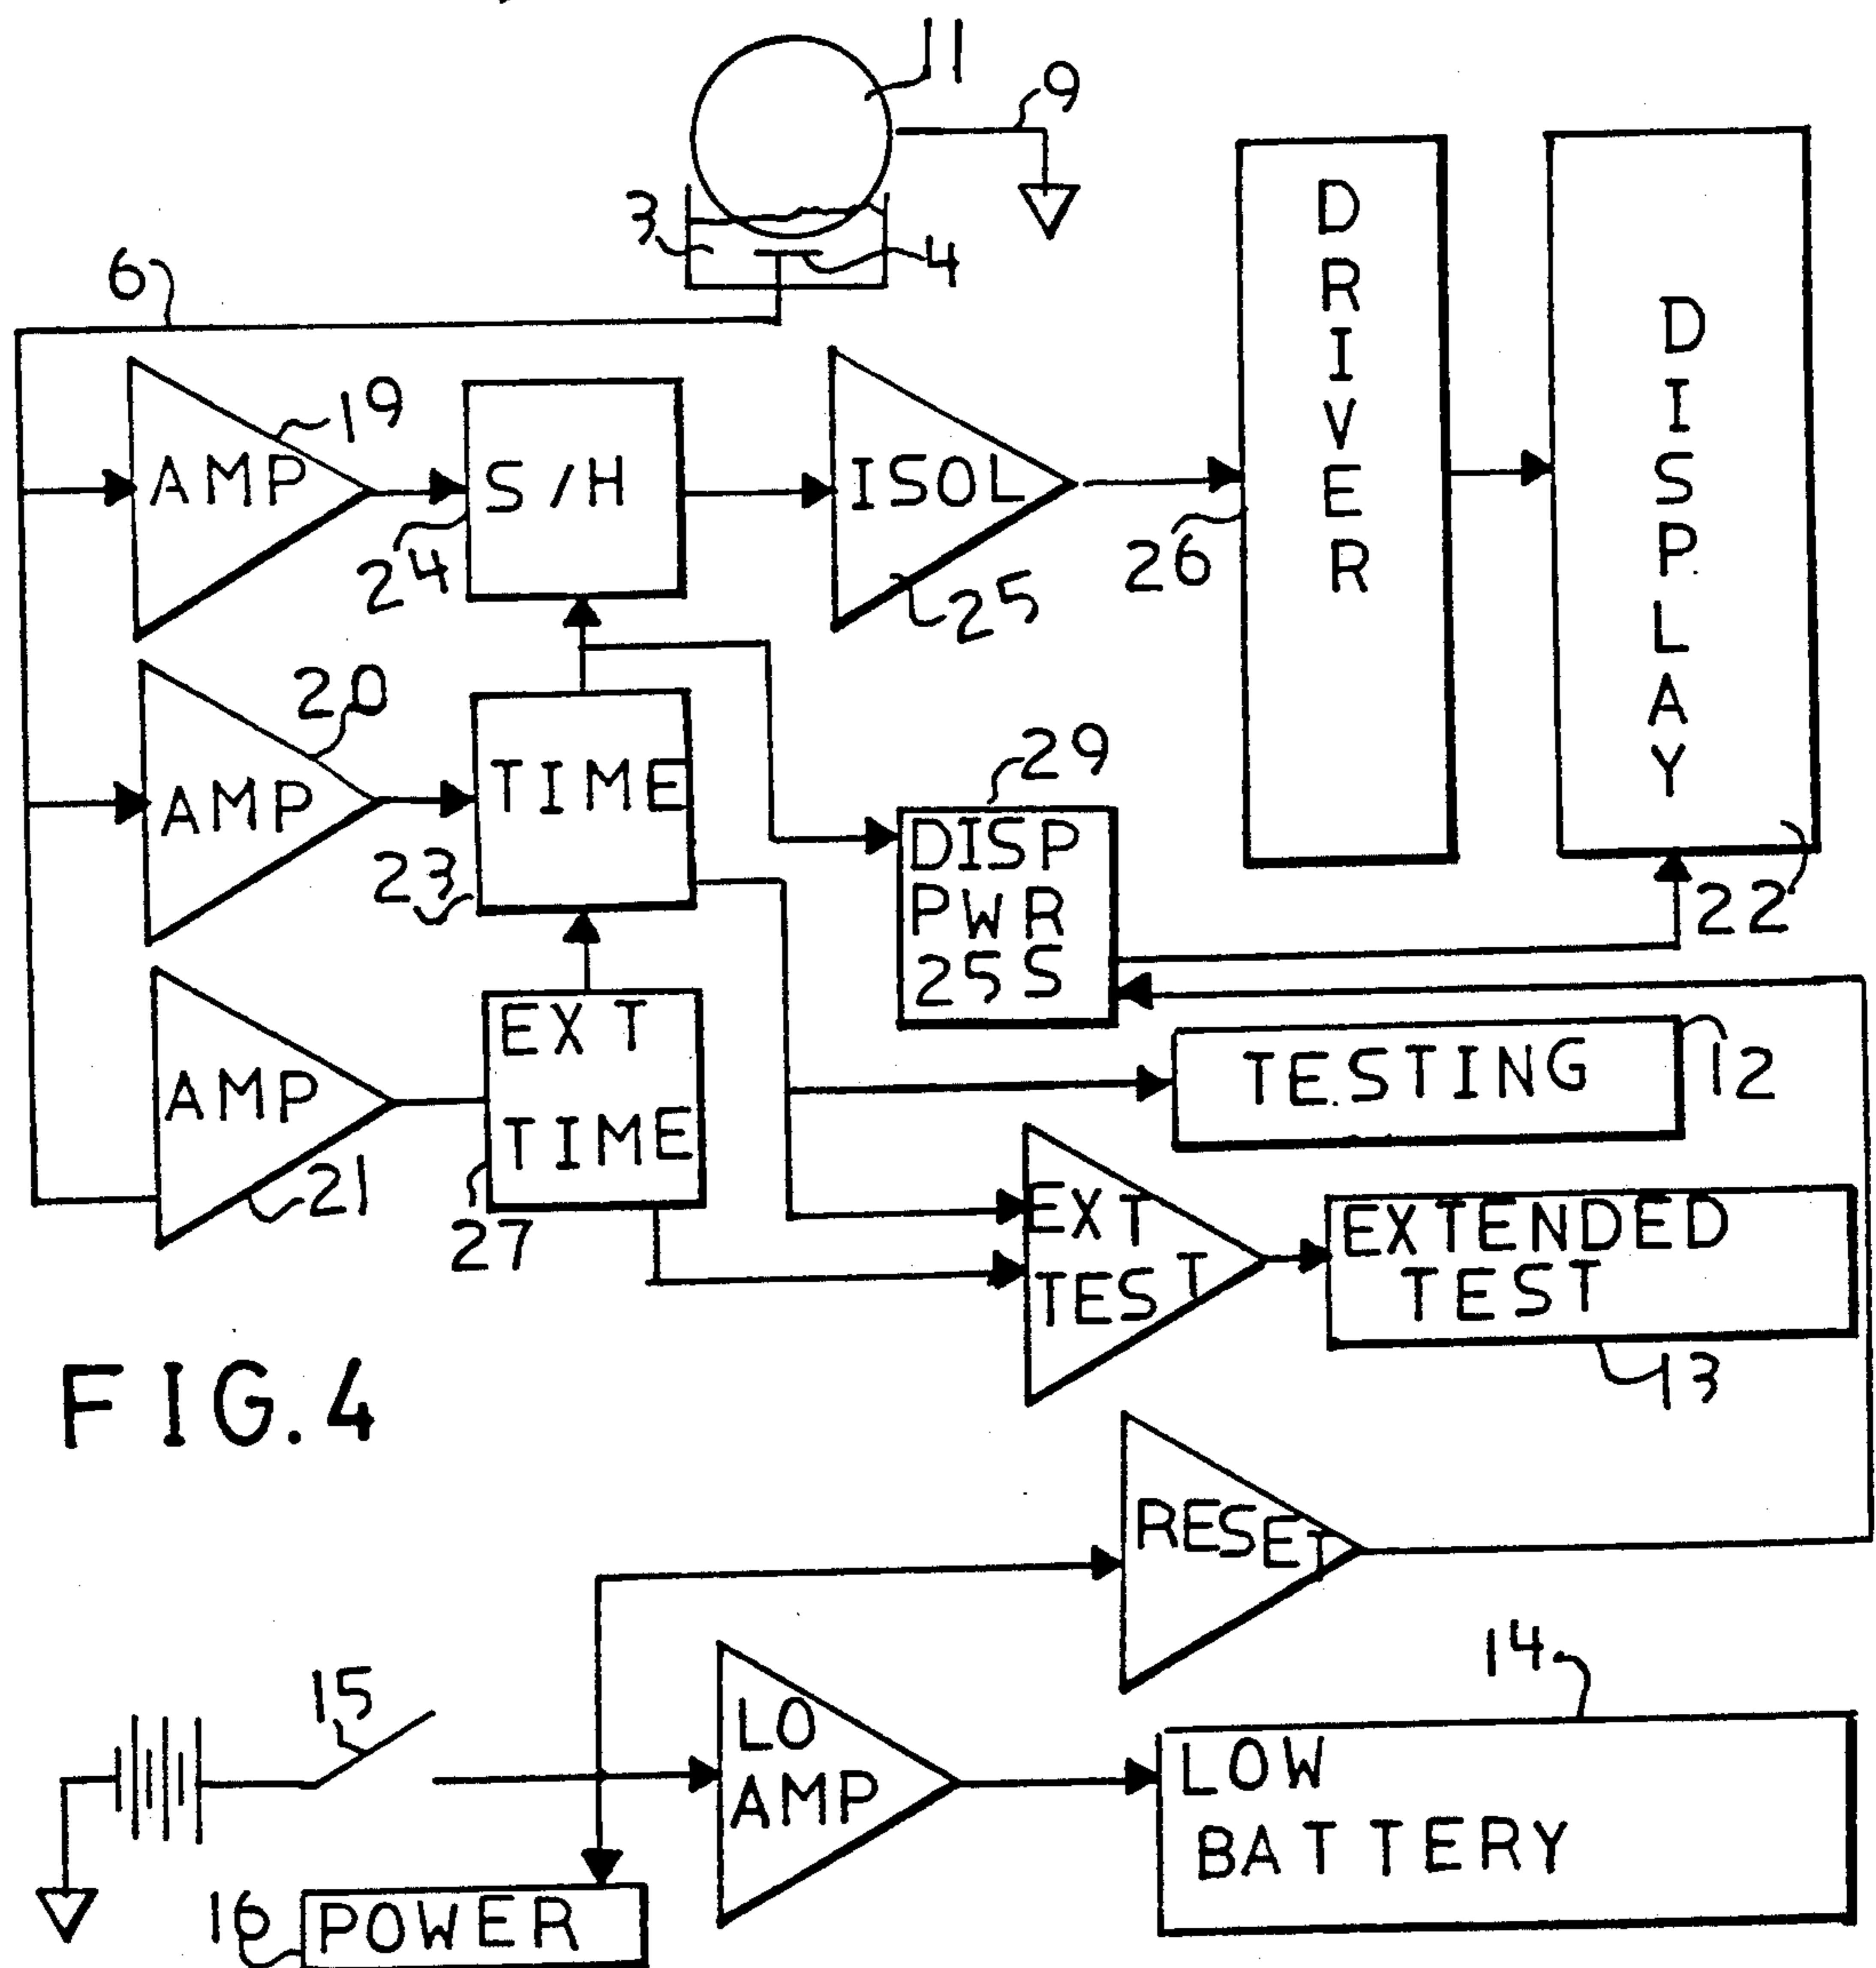 11
9
3
4
6
19
AMP
S/H
ISOL
24
25
26
DRIVER
DISPLAY
20
AMP
TIME
23
29
DISP
PWR
25S
22
AMP
21
EXT
TIME
27
TESTING
12
EXT
TEST
EXTENDED
TEST
13
FIG.4
RESET
15
LO
AMP
14
LOW
BATTERY
16
POWER